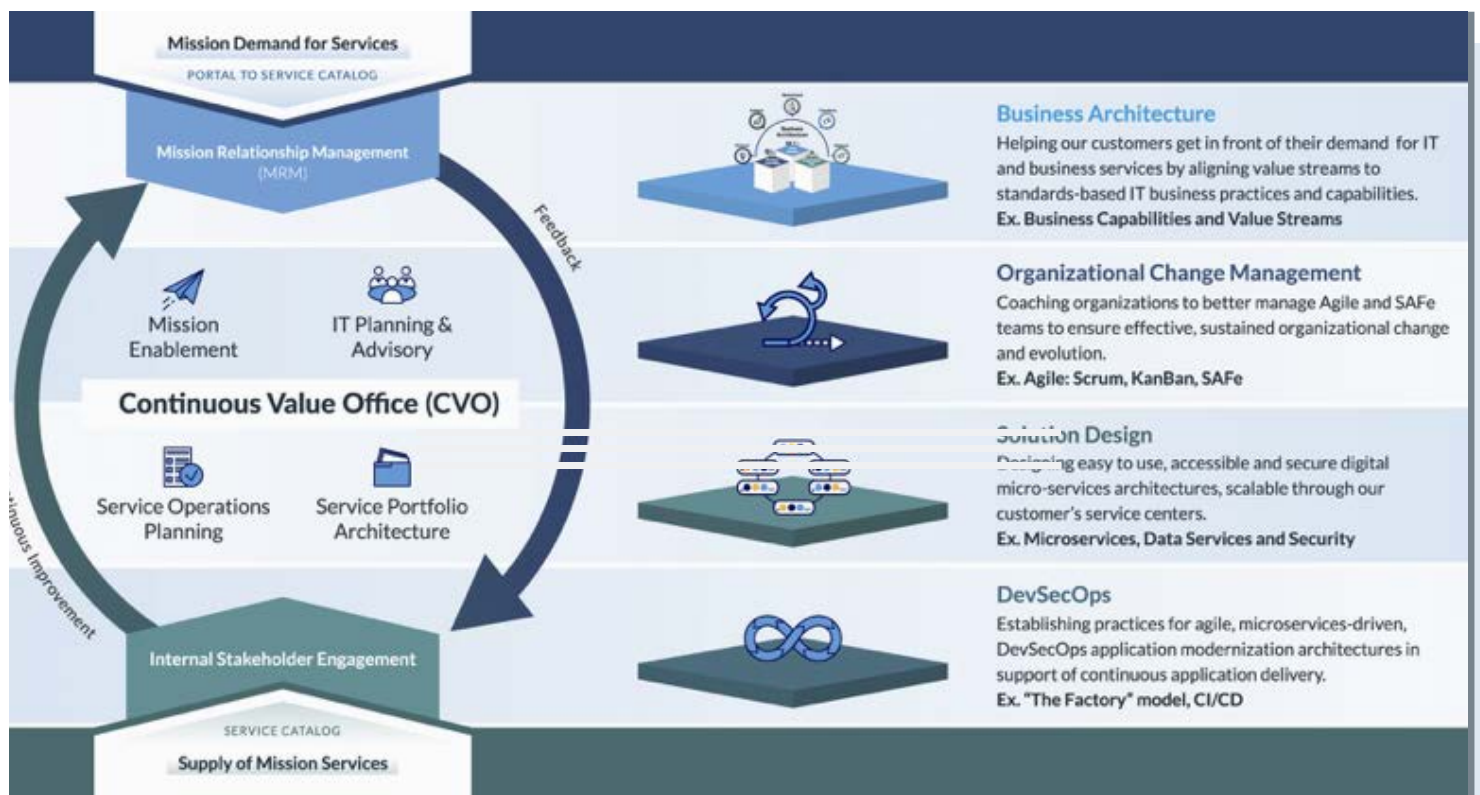 Mission Demand for Services
PORTAL TO SERVICE CATALOG
Mission Relationship Management
(MRM)
Feedback
Mission
Enablement
IT Planning &
Advisory
Continuous Value Office (CVO)
Service Operations
Planning
Service Portfolio
Architecture
tinuous Improvement
Internal Stakeholder Engagement
SERVICE CATALOG
Supply of Mission Services
Business Architecture
Helping our customers get in front of their demand for IT
and business services by aligning value streams to
standards-based IT business practices and capabilities.
Ex. Business Capabilities and Value Streams
Organizational Change Management
Coaching organizations to better manage Agile and SAFe
teams to ensure effective, sustained organizational change
and evolution.
Ex. Agile: Scrum, KanBan, SAFe
Solution Design
Designing easy to use, accessible and secure digital
micro-services architectures, scalable through our
customer's service centers.
Ex. Microservices, Data Services and Security
DevSecOps
Establishing practices for agile, microservices-driven,
DevSecOps application modernization architectures in
support of continuous application delivery.
Ex. "The Factory" model, CI/CD